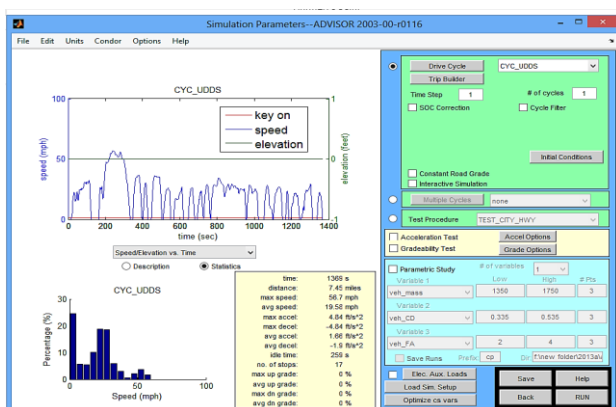 Simulation Parameters--ADVISOR 2003-00-r0116
File Edit Units Condor Options Help
CYC_UDDS
100
50
0
speed (mph)
key on
speed
elevation
1
0
-1
elevation (feet)
0 200 400 600 800 1000 1200 1400
time (sec)
Speed/Elevation vs. Time
Description Statistics
CYC_UDDS
30
20
10
0
Percentage (%)
0 50 100
Speed (mph)
time: 1369 s
distance: 7.45 miles
max speed: 56.7 mph
avg speed: 19.58 mph
max accel: 4.84 ft/s^2
max decel: -4.84 ft/s^2
avg accel: 1.66 ft/s^2
avg decel: -1.9 ft/s^2
idle time: 259 s
no. of stops: 17
max up grade: 0 %
avg up grade: 0 %
max dn grade: 0 %
avg dn grade: 0 %
Drive Cycle CYC_UDDS
Trip Builder
Time Step 1 # of cycles 1
SOC Correction Cycle Filter
Initial Conditions
Constant Road Grade
Interactive Simulation
Multiple Cycles none
Test Procedure TEST_CITY_HWY
Acceleration Test Accel Options
Gradeability Test Grade Options
Parametric Study # of variables 1
Variable 1 Low High # Pts
veh_mass 1350 1750 3
Variable 2
veh_CD 0.335 0.535 3
Variable 3
veh_FA 2 4 3
Save Runs Prefix: cp Dir f:\new folder\2013a\
Elec. Aux. Loads
Load Sim. Setup
Optimize cs vars
Save Help
Back RUN